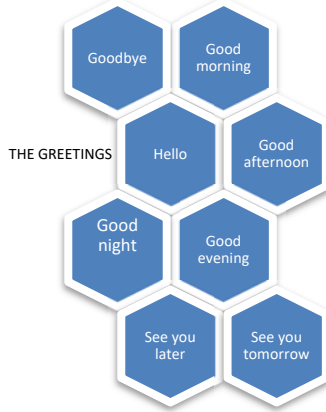 Goodbye
Good
morning
THE GREETINGS
Hello
Good
afternoon
Good
night
Good
evening
See you
later
See you
tomorrow